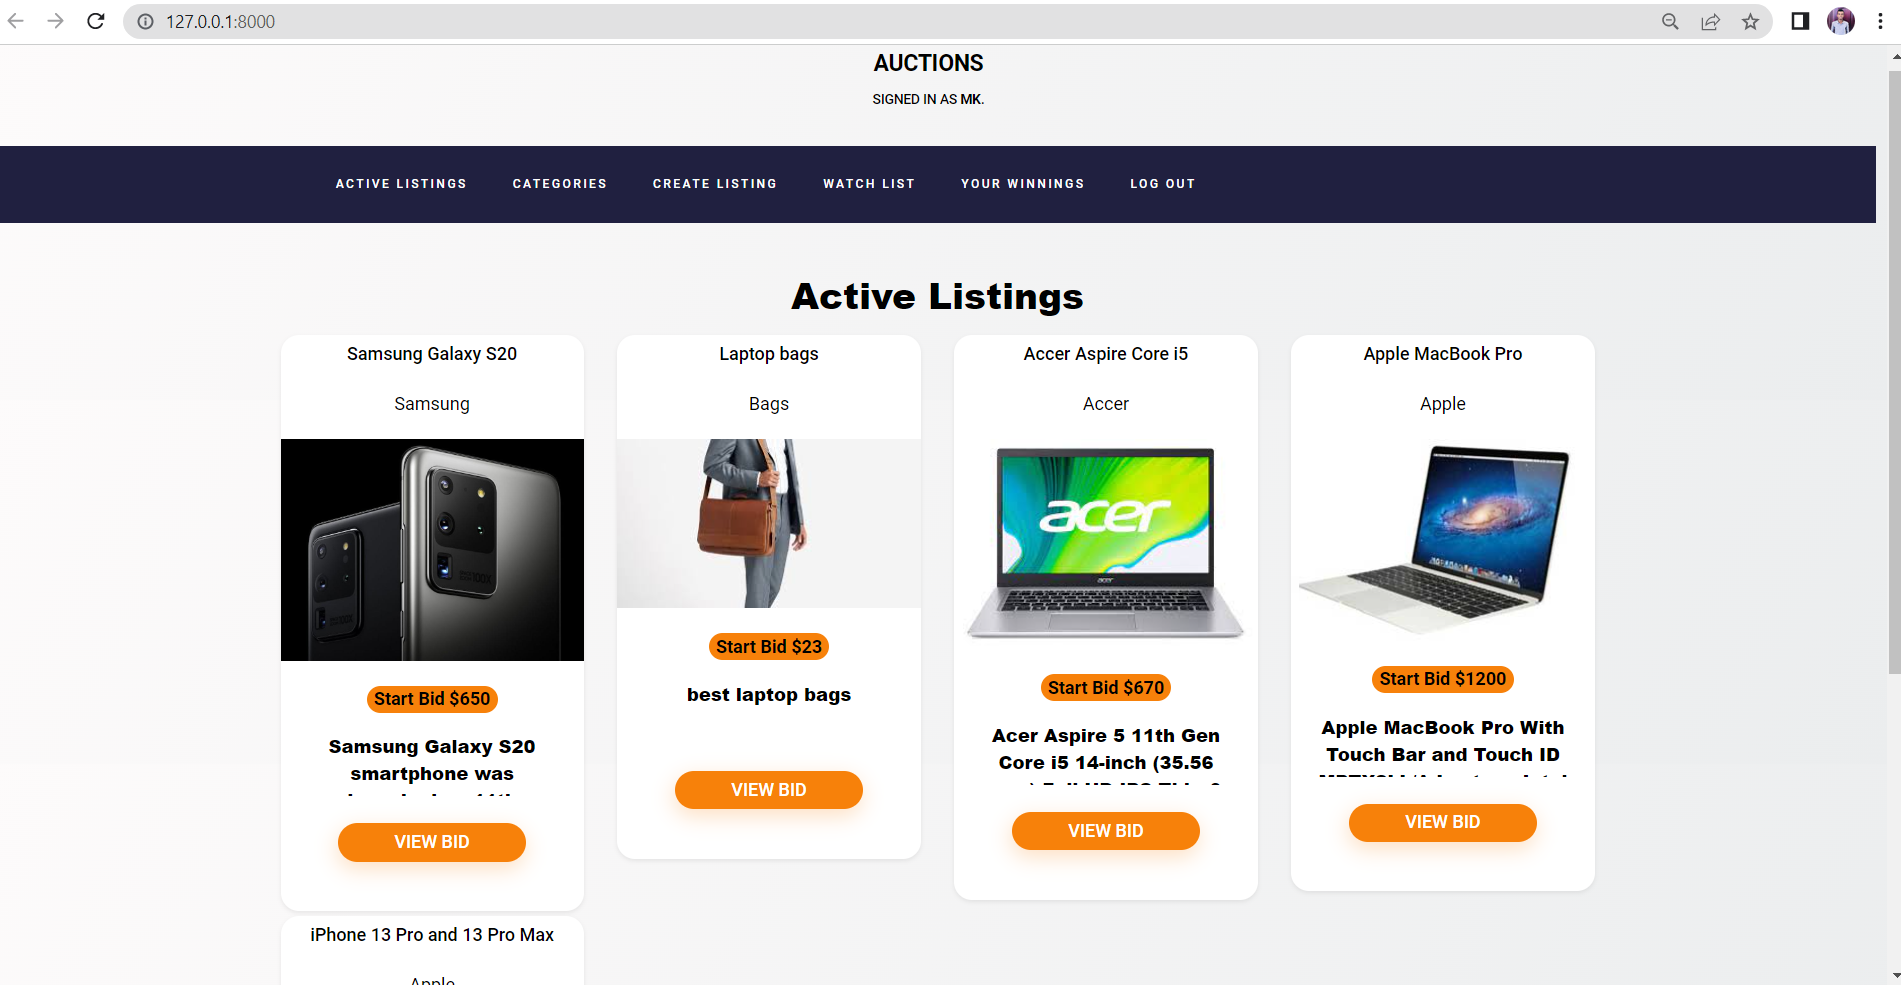 127.0.0.1:8000
AUCTIONS
SIGNED IN AS MK.
ACTIVE LISTINGS CATEGORIES CREATE LISTING WATCH LIST YOUR WINNINGS LOG OUT
Active Listings
Samsung Galaxy S20
Samsung
Start Bid $650
Samsung Galaxy S20
smartphone was
VIEW BID
Laptop bags
Bags
Start Bid $23
best laptop bags
VIEW BID
Accer Aspire Core i5
Accer
acer
acer
Start Bid $670
Acer Aspire 5 11th Gen
Core i5 14-inch (35.56
VIEW BID
Apple MacBook Pro
Apple
Start Bid $1200
Apple MacBook Pro With
Touch Bar and Touch ID
VIEW BID
iPhone 13 Pro and 13 Pro Max
Apple